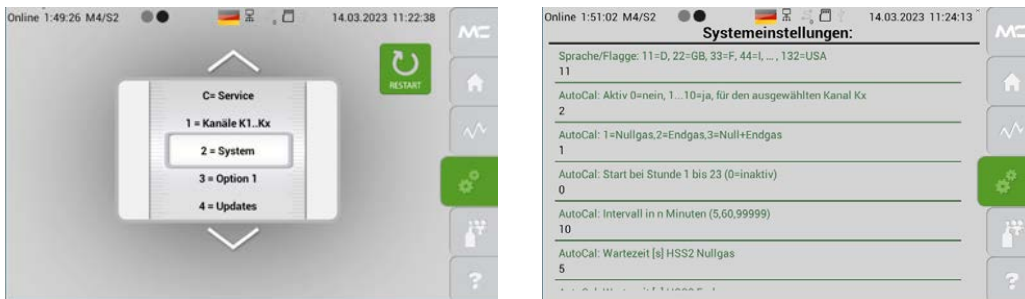 Online 1:49:26 M4/S2
14.03.2023 11:22:38
MC
RESTART
C= Service
1 = Kanäle K1..Kx
2 = System
3 = Option 1
4 = Updates
?
Online 1:51:02 M4/S2
14.03.2023 11:24:13
MC
Systemeinstellungen:
Sprache/Flagge: 11=D, 22=GB, 33=F, 44=I, ... , 132=USA
11
AutoCal: Aktiv 0=nein, 1...10=ja, für den ausgewählten Kanal Kx
2
AutoCal: 1=Nullgas,2=Endgas,3=Null+Endgas
1
AutoCal: Start bei Stunde 1 bis 23 (0=inaktiv)
0
AutoCal: Intervall in n Minuten (5,60,99999)
10
AutoCal: Wartezeit [s] HSS2 Nullgas
5
?